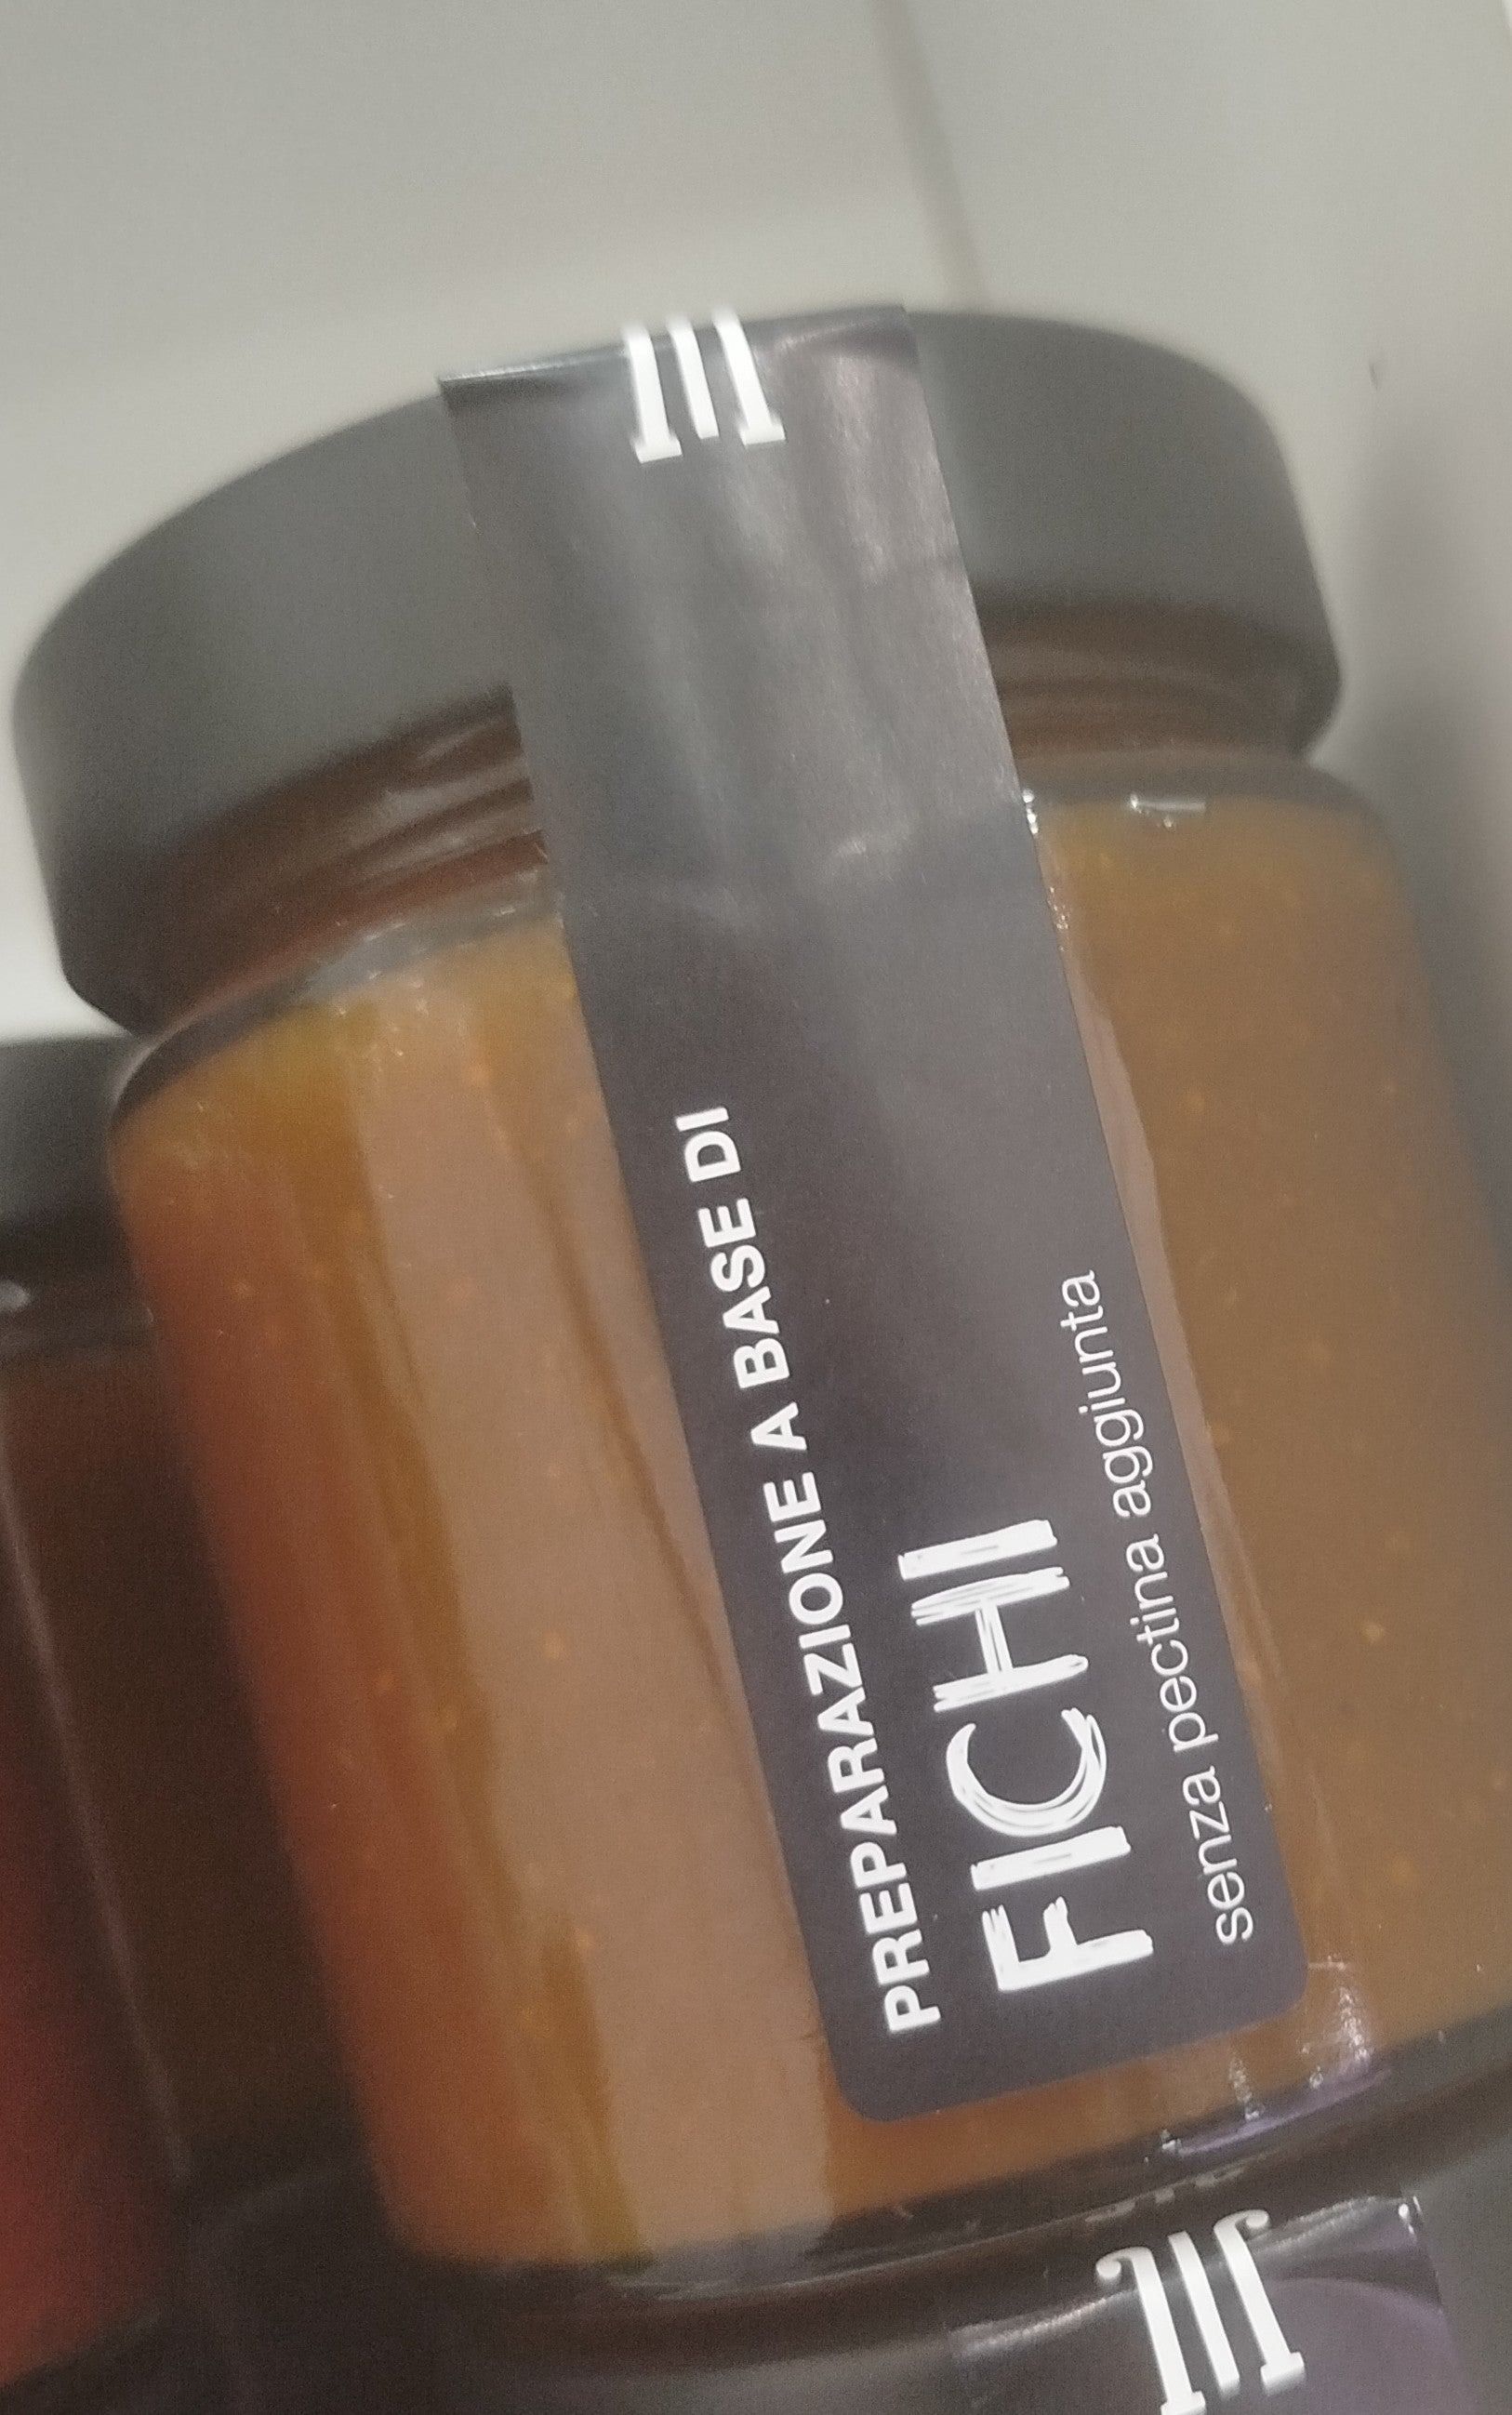 PREPARAZIONE A BASE DI
FICHI
senza pectina aggiunta